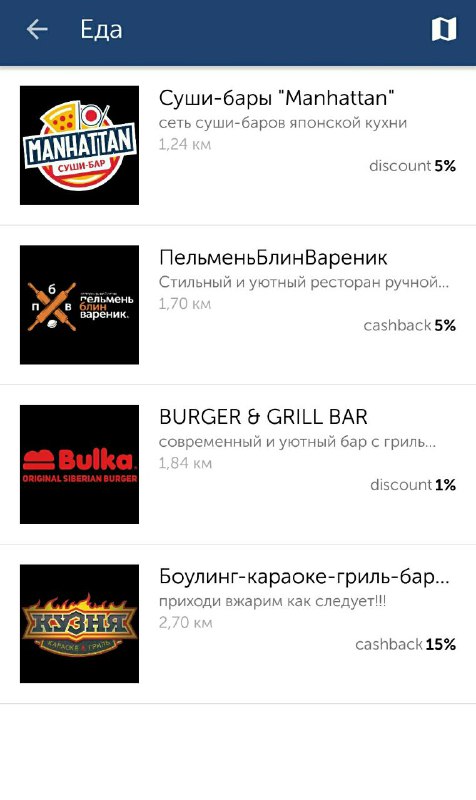 Еда
MANHATTAN
СУШИ-БАР
Суши-бары "Manhattan"
сеть суши-баров японской кухни
1,24 км
discount 5%
б
п
в
пельмень
блин
вареник.
ПельменьБлинВареник
Стильный и уютный ресторан ручной...
1,70 км
cashback 5%
Bulka
ORIGINAL SIBERIAN BURGER
BURGER & GRILL BAR
современный и уютный бар с гриль...
1,84 км
discount 1%
КУЗНЯ
КАРАОКЕ & ГРИЛЬ
Боулинг-караоке-гриль-бар...
приходи вжарим как следует!!!
2,70 км
cashback 15%